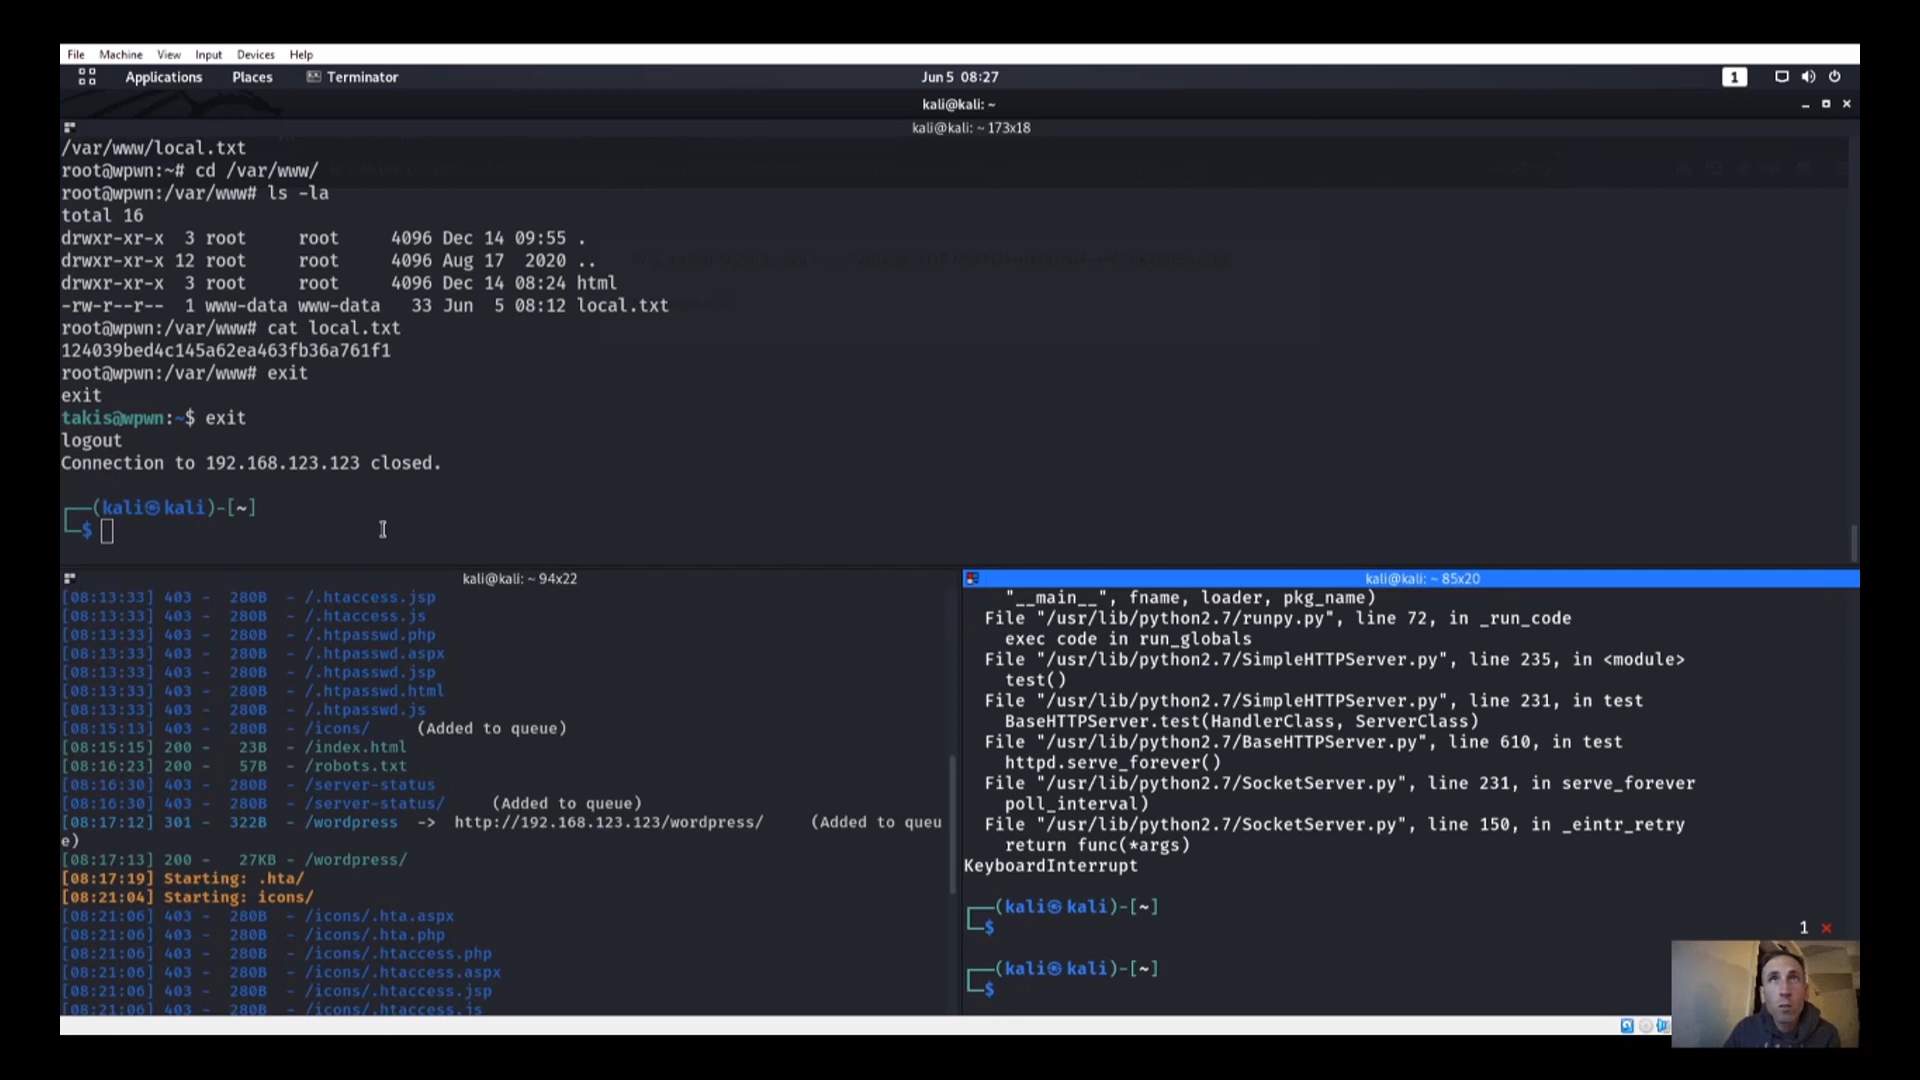 File Machine View Input Devices Help
Applications Places Terminator Jun 5 08:27 1
kali@kali: ~
kali@kali: ~ 173x18
/var/www/local.txt
root@wpwn:~# cd /var/www/
root@wpwn:/var/www# ls -la
total 16
drwxr-xr-x 3 root root 4096 Dec 14 09:55 .
drwxr-xr-x 12 root root 4096 Aug 17 2020 ..
drwxr-xr-x 3 root root 4096 Dec 14 08:24 html
-rw-r--r-- 1 www-data www-data 33 Jun 5 08:12 local.txt
root@wpwn:/var/www# cat local.txt
124039bed4c145a62ea463fb36a761f1
root@wpwn:/var/www# exit
exit
takis@wpwn:~$ exit
logout
Connection to 192.168.123.123 closed.
┌──(kali㉿kali)-[~]
└─$
kali@kali: ~ 94x22
[08:13:33] 403 - 280B - /.htaccess.jsp
[08:13:33] 403 - 280B - /.htaccess.js
[08:13:33] 403 - 280B - /.htpasswd.php
[08:13:33] 403 - 280B - /.htpasswd.aspx
[08:13:33] 403 - 280B - /.htpasswd.jsp
[08:13:33] 403 - 280B - /.htpasswd.html
[08:13:33] 403 - 280B - /.htpasswd.js
[08:15:13] 403 - 280B - /icons/ (Added to queue)
[08:15:15] 200 - 23B - /index.html
[08:16:23] 200 - 57B - /robots.txt
[08:16:30] 403 - 280B - /server-status
[08:16:30] 403 - 280B - /server-status/ (Added to queue)
[08:17:12] 301 - 322B - /wordpress -> http://192.168.123.123/wordpress/ (Added to queu
e)
[08:17:13] 200 - 27KB - /wordpress/
[08:17:19] Starting: .hta/
[08:21:04] Starting: icons/
[08:21:06] 403 - 280B - /icons/.hta.aspx
[08:21:06] 403 - 280B - /icons/.hta.php
[08:21:06] 403 - 280B - /icons/.htaccess.php
[08:21:06] 403 - 280B - /icons/.htaccess.aspx
[08:21:06] 403 - 280B - /icons/.htaccess.jsp
[08:21:06] 403 - 280B - /icons/.htaccess.js
kali@kali: ~ 85x20
"__main__", fname, loader, pkg_name)
File "/usr/lib/python2.7/runpy.py", line 72, in _run_code
exec code in run_globals
File "/usr/lib/python2.7/SimpleHTTPServer.py", line 235, in <module>
test()
File "/usr/lib/python2.7/SimpleHTTPServer.py", line 231, in test
BaseHTTPServer.test(HandlerClass, ServerClass)
File "/usr/lib/python2.7/BaseHTTPServer.py", line 610, in test
httpd.serve_forever()
File "/usr/lib/python2.7/SocketServer.py", line 231, in serve_forever
poll_interval)
File "/usr/lib/python2.7/SocketServer.py", line 150, in _eintr_retry
return func(*args)
KeyboardInterrupt
┌──(kali㉿kali)-[~]
└─$ 1 ⨯
┌──(kali㉿kali)-[~]
└─$